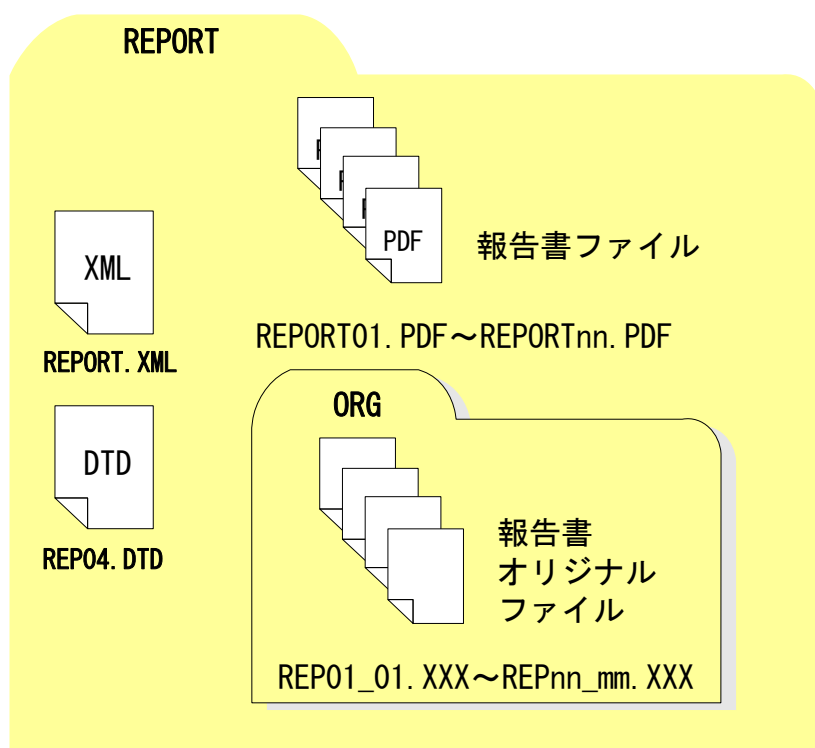 REPORT
PDF
報告書ファイル
XML
REPORT01.PDF～REPORTnn.PDF
REPORT.XML
ORG
DTD
報告書
オリジナル
ファイル
REP04.DTD
REP01_01.XXX～REPnn_mm.XXX